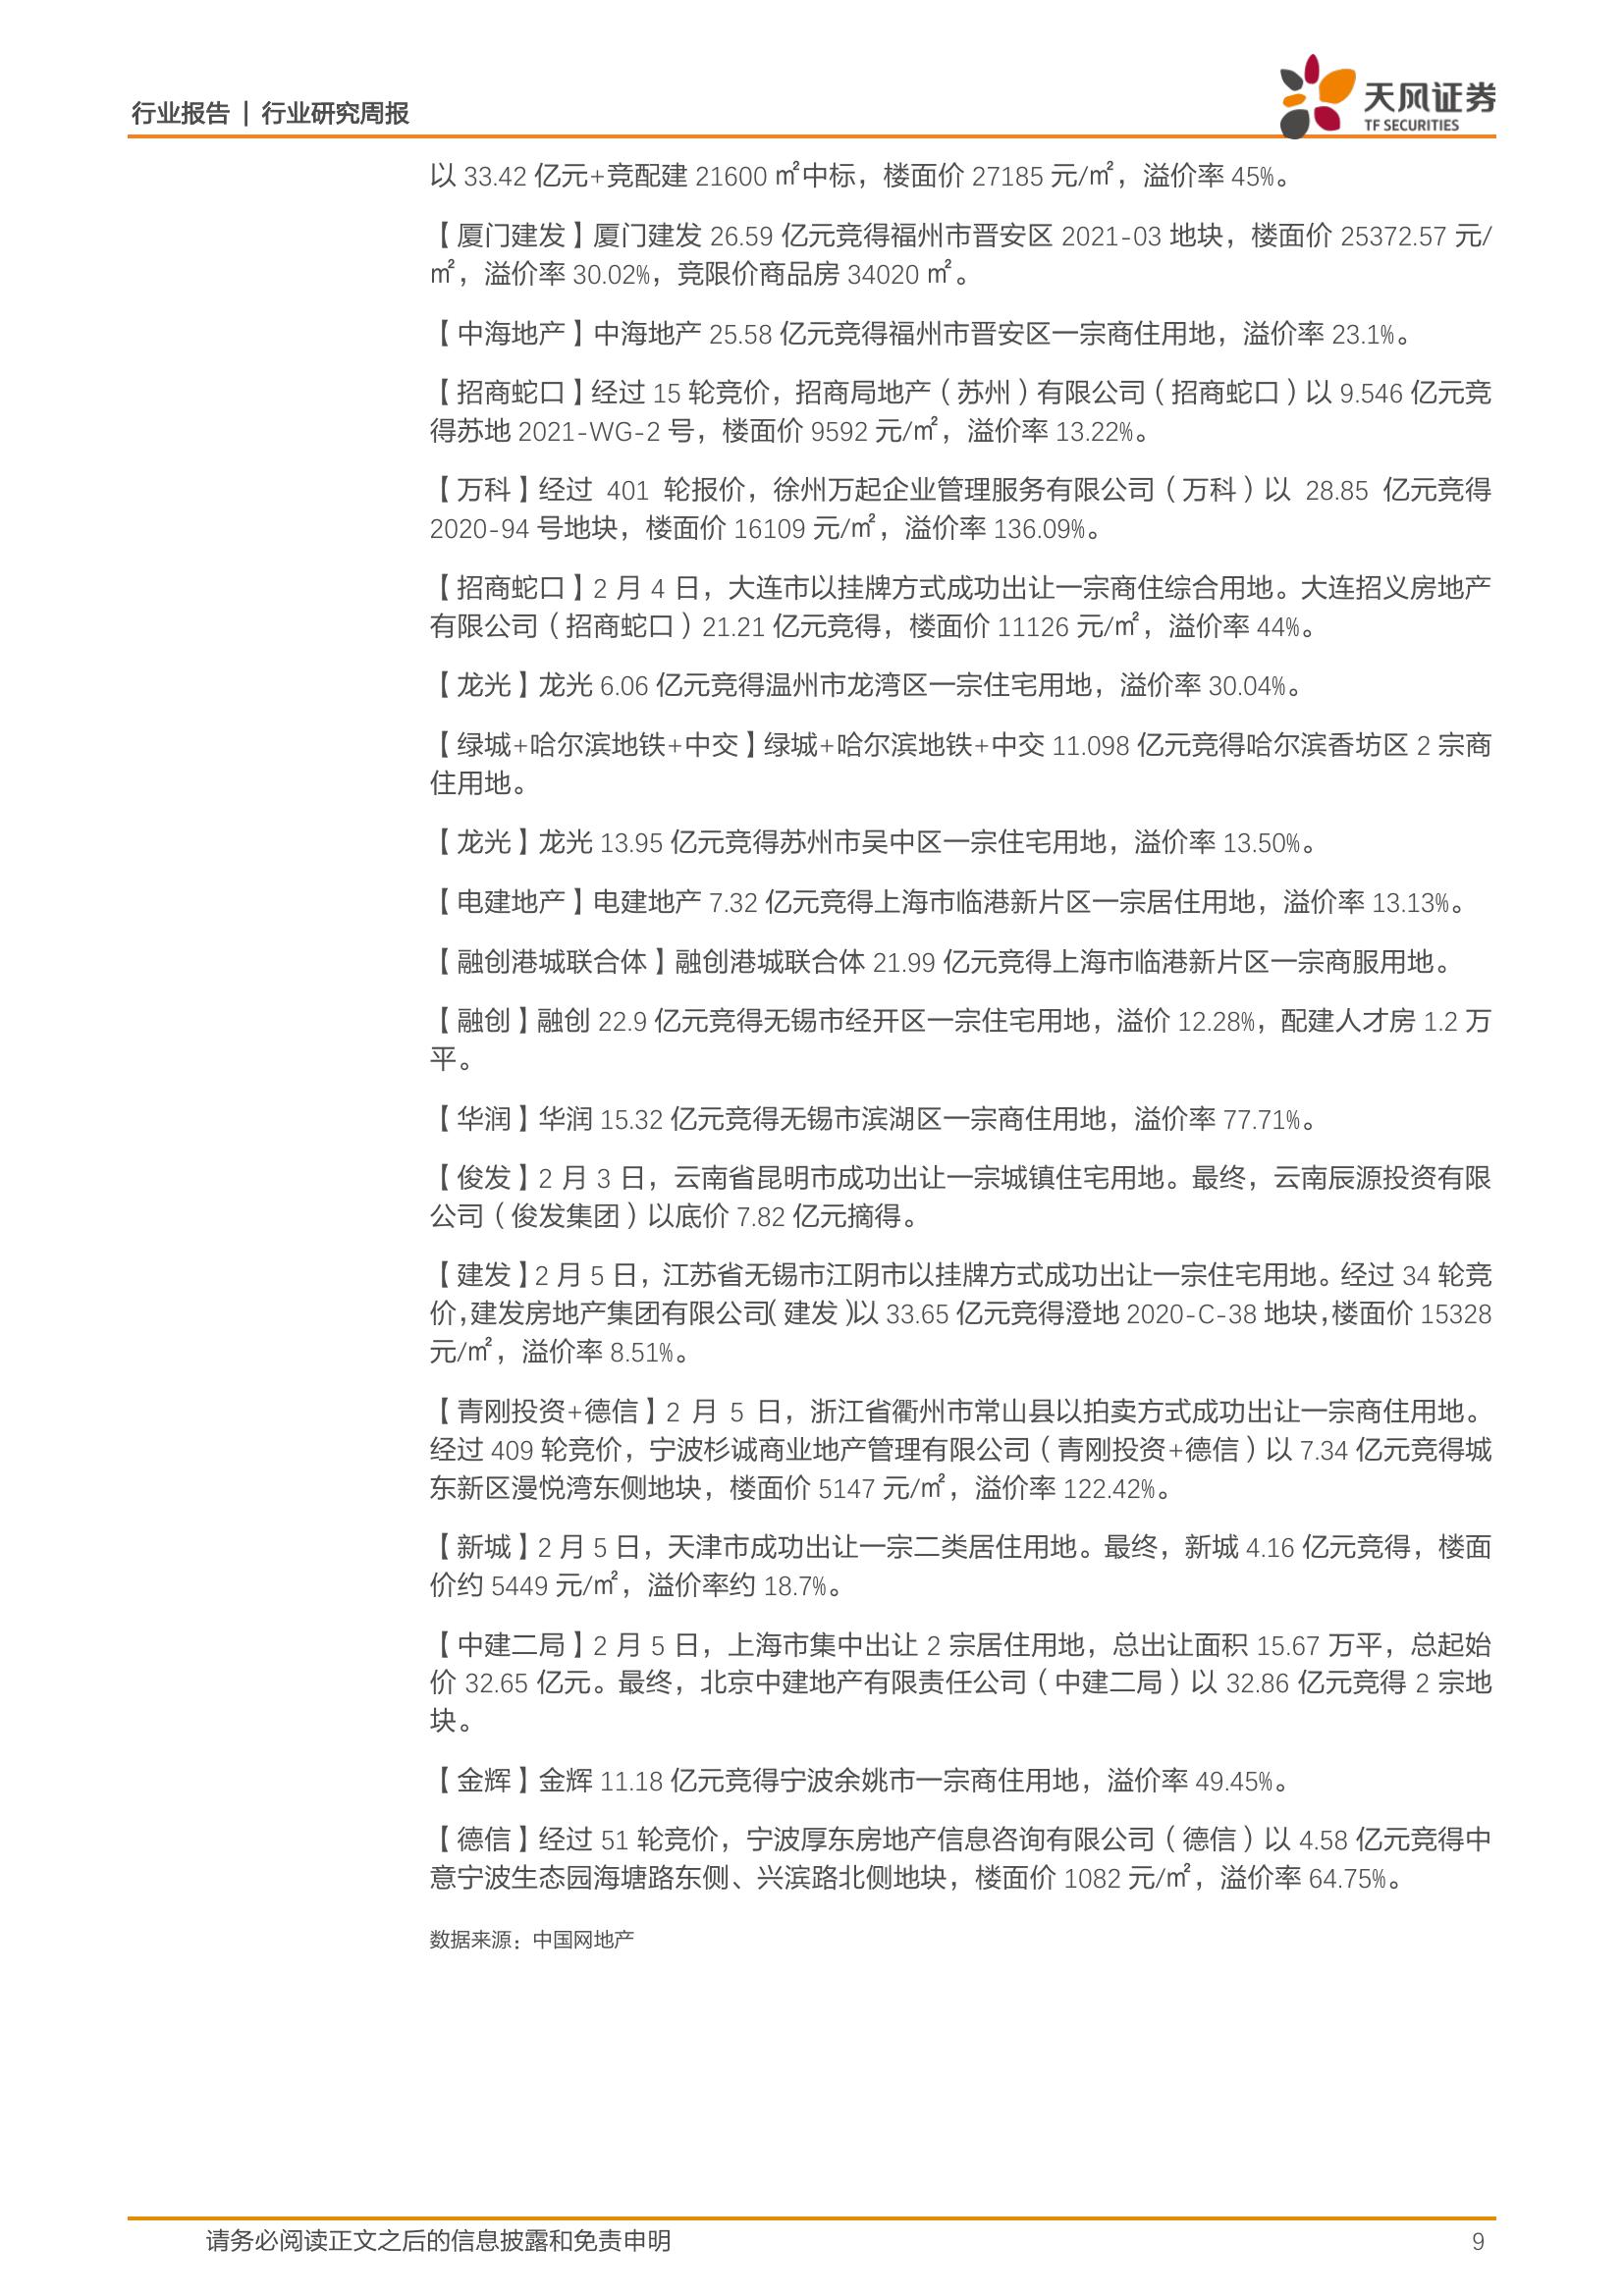 行业报告 | 行业研究周报
天风证券
TF SECURITIES
以 33.42 亿元+竞配建 21600 ㎡中标，楼面价 27185 元/㎡，溢价率 45%。
【厦门建发】厦门建发 26.59 亿元竞得福州市晋安区 2021-03 地块，楼面价 25372.57 元/
㎡，溢价率 30.02%，竞限价商品房 34020 ㎡。
【中海地产】中海地产 25.58 亿元竞得福州市晋安区一宗商住用地，溢价率 23.1%。
【招商蛇口】经过 15 轮竞价，招商局地产（苏州）有限公司（招商蛇口）以 9.546 亿元竞
得苏地 2021-WG-2 号，楼面价 9592 元/㎡，溢价率 13.22%。
【万科】经过 401 轮报价，徐州万起企业管理服务有限公司（万科）以 28.85 亿元竞得
2020-94 号地块，楼面价 16109 元/㎡，溢价率 136.09%。
【招商蛇口】2 月 4 日，大连市以挂牌方式成功出让一宗商住综合用地。大连招义房地产
有限公司（招商蛇口）21.21 亿元竞得，楼面价 11126 元/㎡，溢价率 44%。
【龙光】龙光 6.06 亿元竞得温州市龙湾区一宗住宅用地，溢价率 30.04%。
【绿城+哈尔滨地铁+中交】绿城+哈尔滨地铁+中交 11.098 亿元竞得哈尔滨香坊区 2 宗商
住用地。
【龙光】龙光 13.95 亿元竞得苏州市吴中区一宗住宅用地，溢价率 13.50%。
【电建地产】电建地产 7.32 亿元竞得上海市临港新片区一宗居住用地，溢价率 13.13%。
【融创港城联合体】融创港城联合体 21.99 亿元竞得上海市临港新片区一宗商服用地。
【融创】融创 22.9 亿元竞得无锡市经开区一宗住宅用地，溢价 12.28%，配建人才房 1.2 万
平。
【华润】华润 15.32 亿元竞得无锡市滨湖区一宗商住用地，溢价率 77.71%。
【俊发】2 月 3 日，云南省昆明市成功出让一宗城镇住宅用地。最终，云南辰源投资有限
公司（俊发集团）以底价 7.82 亿元摘得。
【建发】2 月 5 日，江苏省无锡市江阴市以挂牌方式成功出让一宗住宅用地。经过 34 轮竞
价，建发房地产集团有限公司（建发）以 33.65 亿元竞得澄地 2020-C-38 地块，楼面价 15328
元/㎡，溢价率 8.51%。
【青刚投资+德信】2 月 5 日，浙江省衢州市常山县以拍卖方式成功出让一宗商住用地。
经过 409 轮竞价，宁波杉诚商业地产管理有限公司（青刚投资+德信）以 7.34 亿元竞得城
东新区漫悦湾东侧地块，楼面价 5147 元/㎡，溢价率 122.42%。
【新城】2 月 5 日，天津市成功出让一宗二类居住用地。最终，新城 4.16 亿元竞得，楼面
价约 5449 元/㎡，溢价率约 18.7%。
【中建二局】2 月 5 日，上海市集中出让 2 宗居住用地，总出让面积 15.67 万平，总起始
价 32.65 亿元。最终，北京中建地产有限责任公司（中建二局）以 32.86 亿元竞得 2 宗地
块。
【金辉】金辉 11.18 亿元竞得宁波余姚市一宗商住用地，溢价率 49.45%。
【德信】经过 51 轮竞价，宁波厚东房地产信息咨询有限公司（德信）以 4.58 亿元竞得中
意宁波生态园海塘路东侧、兴滨路北侧地块，楼面价 1082 元/㎡，溢价率 64.75%。
数据来源：中国网地产
请务必阅读正文之后的信息披露和免责申明
9